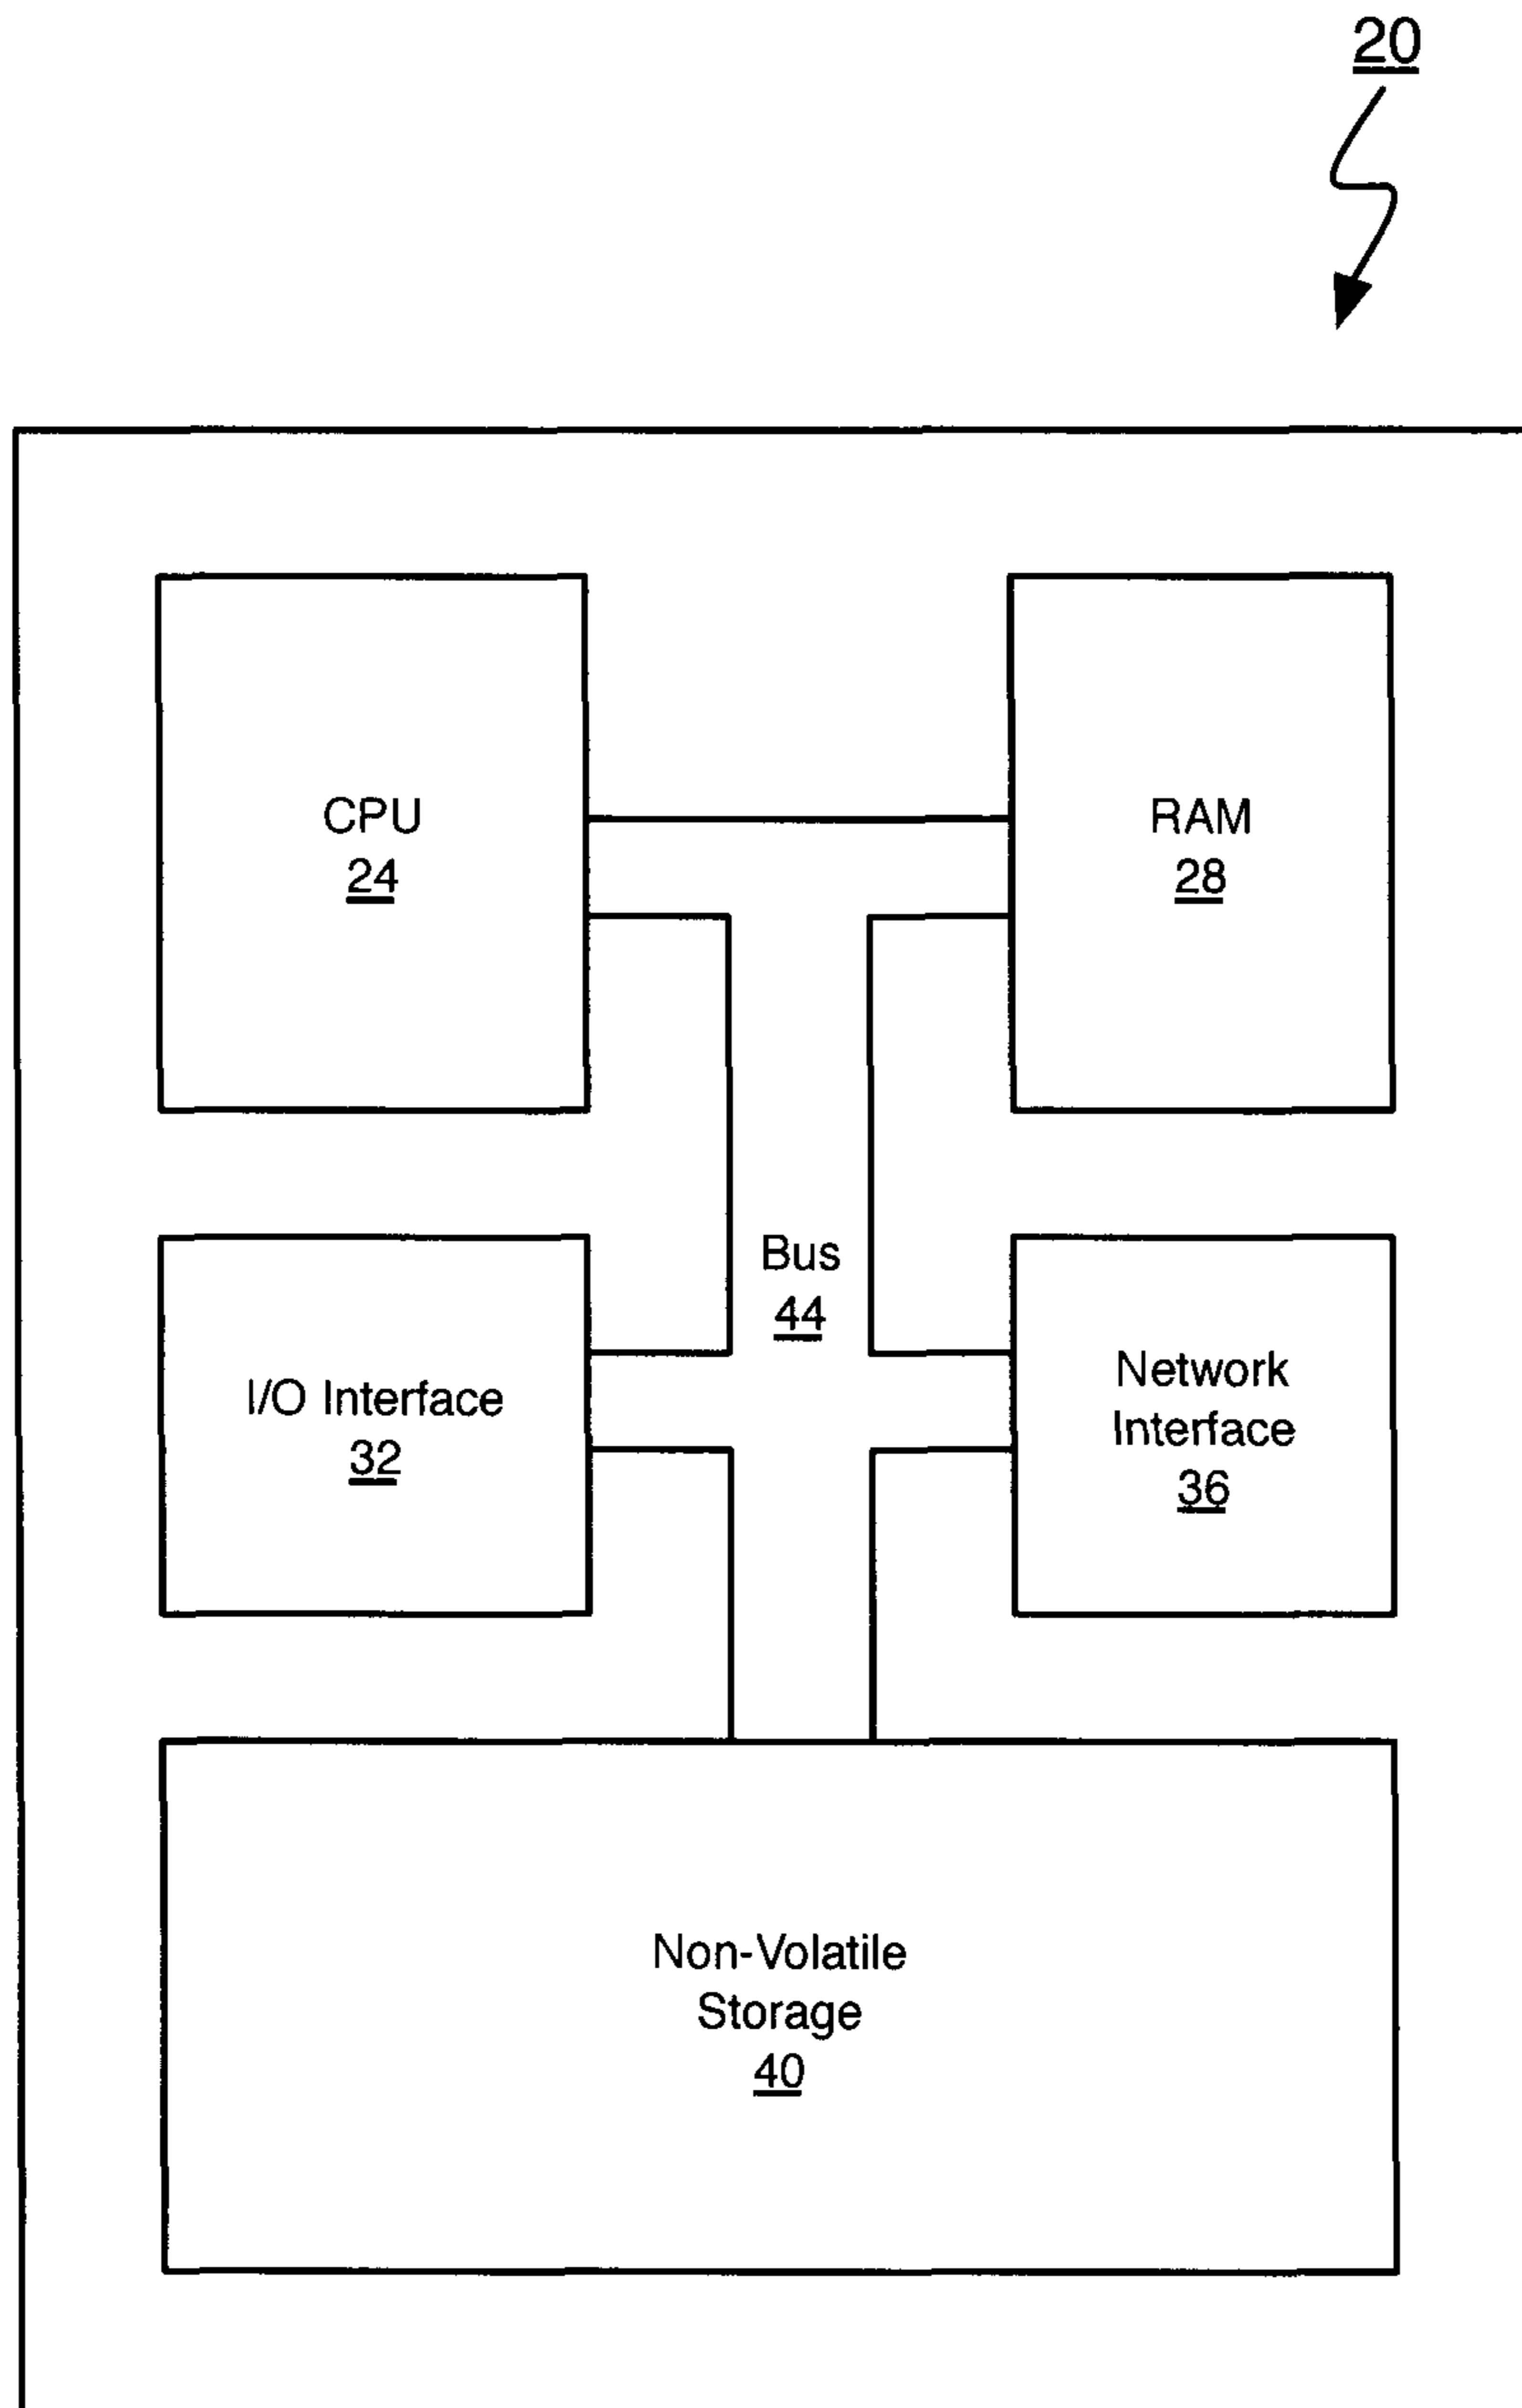 20
CPU
24
RAM
28
Bus
44
I/O Interface
32
Network
Interface
36
Non-Volatile
Storage
40